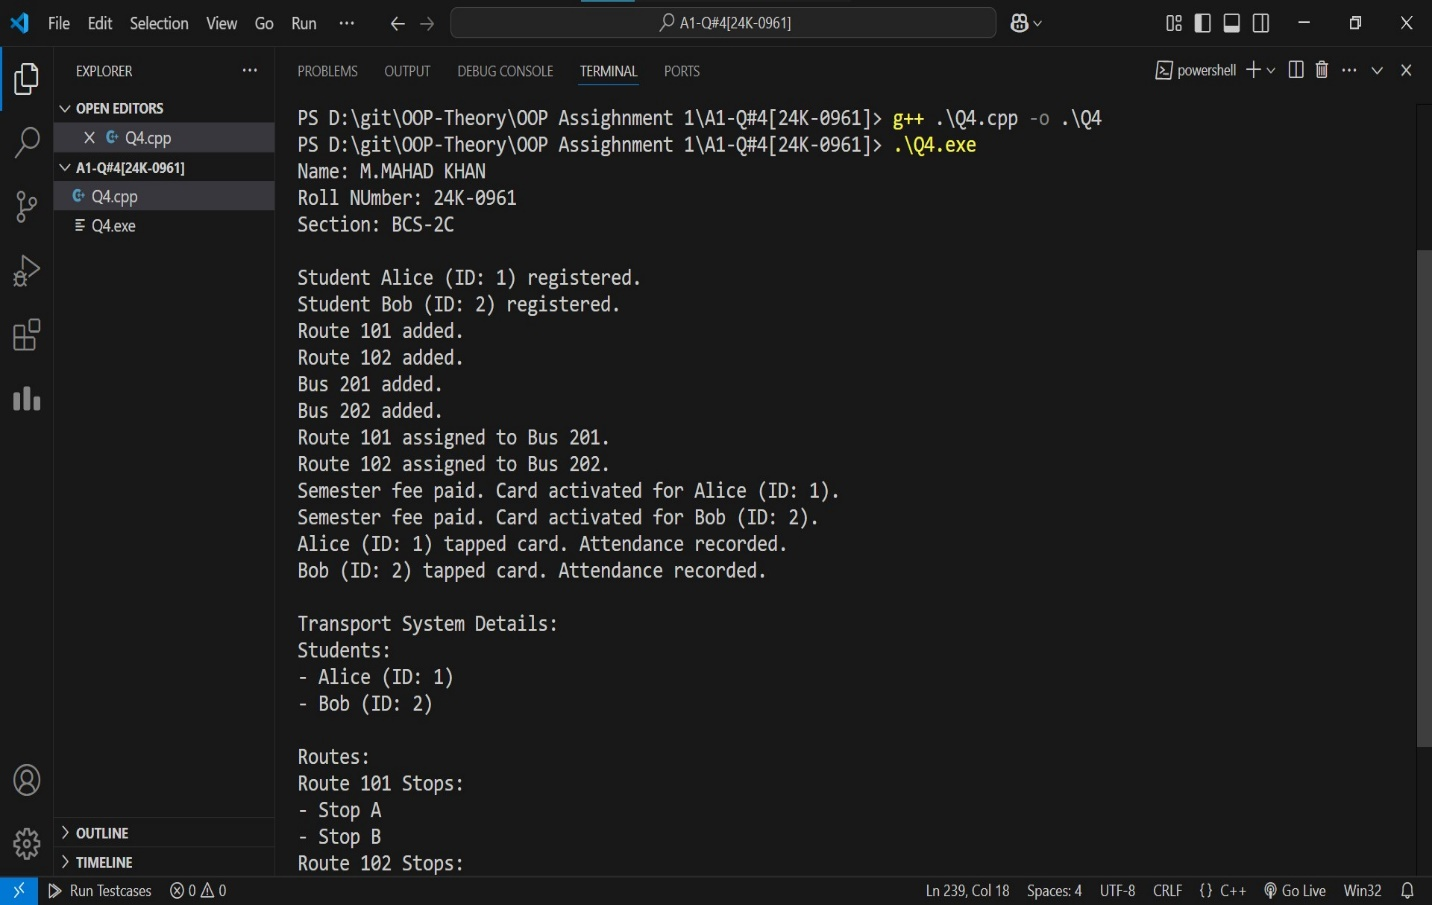 File Edit Selection View Go Run ··· A1-Q#4[24K-0961]
EXPLORER ···
OPEN EDITORS
Q4.cpp
A1-Q#4[24K-0961]
Q4.cpp
Q4.exe
OUTLINE
TIMELINE
PROBLEMS OUTPUT DEBUG CONSOLE TERMINAL PORTS powershell
PS D:\git\OOP-Theory\OOP Assighnment 1\A1-Q#4[24K-0961]> g++ .\Q4.cpp -o .\Q4
PS D:\git\OOP-Theory\OOP Assighnment 1\A1-Q#4[24K-0961]> .\Q4.exe
Name: M.MAHAD KHAN
Roll NUmber: 24K-0961
Section: BCS-2C
Student Alice (ID: 1) registered.
Student Bob (ID: 2) registered.
Route 101 added.
Route 102 added.
Bus 201 added.
Bus 202 added.
Route 101 assigned to Bus 201.
Route 102 assigned to Bus 202.
Semester fee paid. Card activated for Alice (ID: 1).
Semester fee paid. Card activated for Bob (ID: 2).
Alice (ID: 1) tapped card. Attendance recorded.
Bob (ID: 2) tapped card. Attendance recorded.
Transport System Details:
Students:
- Alice (ID: 1)
- Bob (ID: 2)
Routes:
Route 101 Stops:
- Stop A
- Stop B
Route 102 Stops:
Run Testcases 0 0 Ln 239, Col 18 Spaces: 4 UTF-8 CRLF {} C++ Go Live Win32